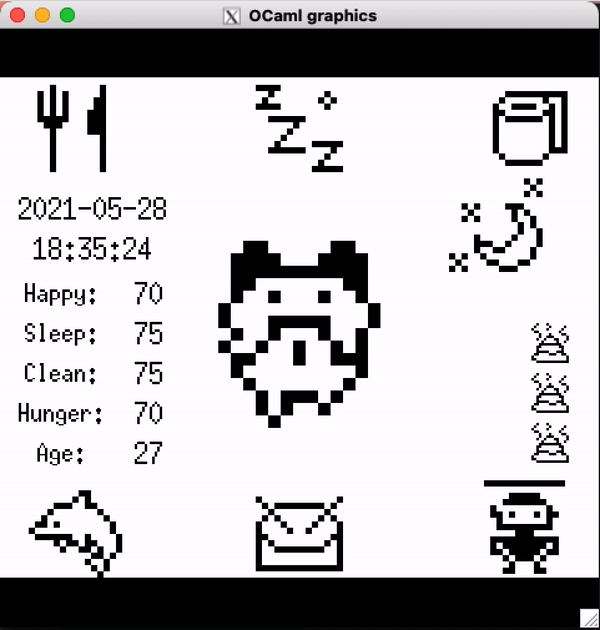 OCaml graphics
Z
Z
Z
2021-05-28
18:35:24
Happy: 70
Sleep: 75
Clean: 75
Hunger: 70
Age: 27